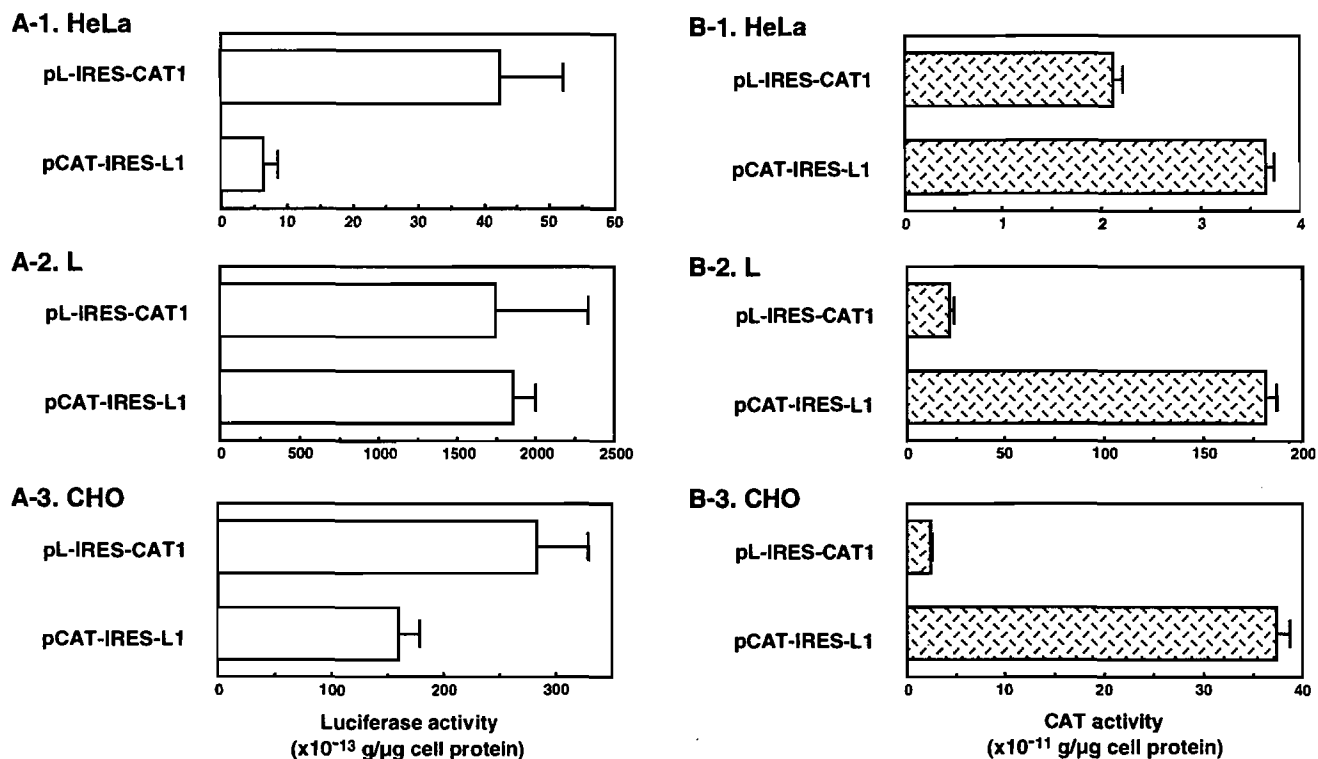 A-1. HeLa
pL-IRES-CAT1
pCAT-IRES-L1
0 10 20 30 40 50 60
A-2. L
pL-IRES-CAT1
pCAT-IRES-L1
0 500 1000 1500 2000 2500
A-3. CHO
pL-IRES-CAT1
pCAT-IRES-L1
0 100 200 300
Luciferase activity
(x10⁻¹³ g/µg cell protein)
B-1. HeLa
pL-IRES-CAT1
pCAT-IRES-L1
0 1 2 3 4
B-2. L
pL-IRES-CAT1
pCAT-IRES-L1
0 50 100 150 200
B-3. CHO
pL-IRES-CAT1
pCAT-IRES-L1
0 10 20 30 40
CAT activity
(x10⁻¹¹ g/µg cell protein)